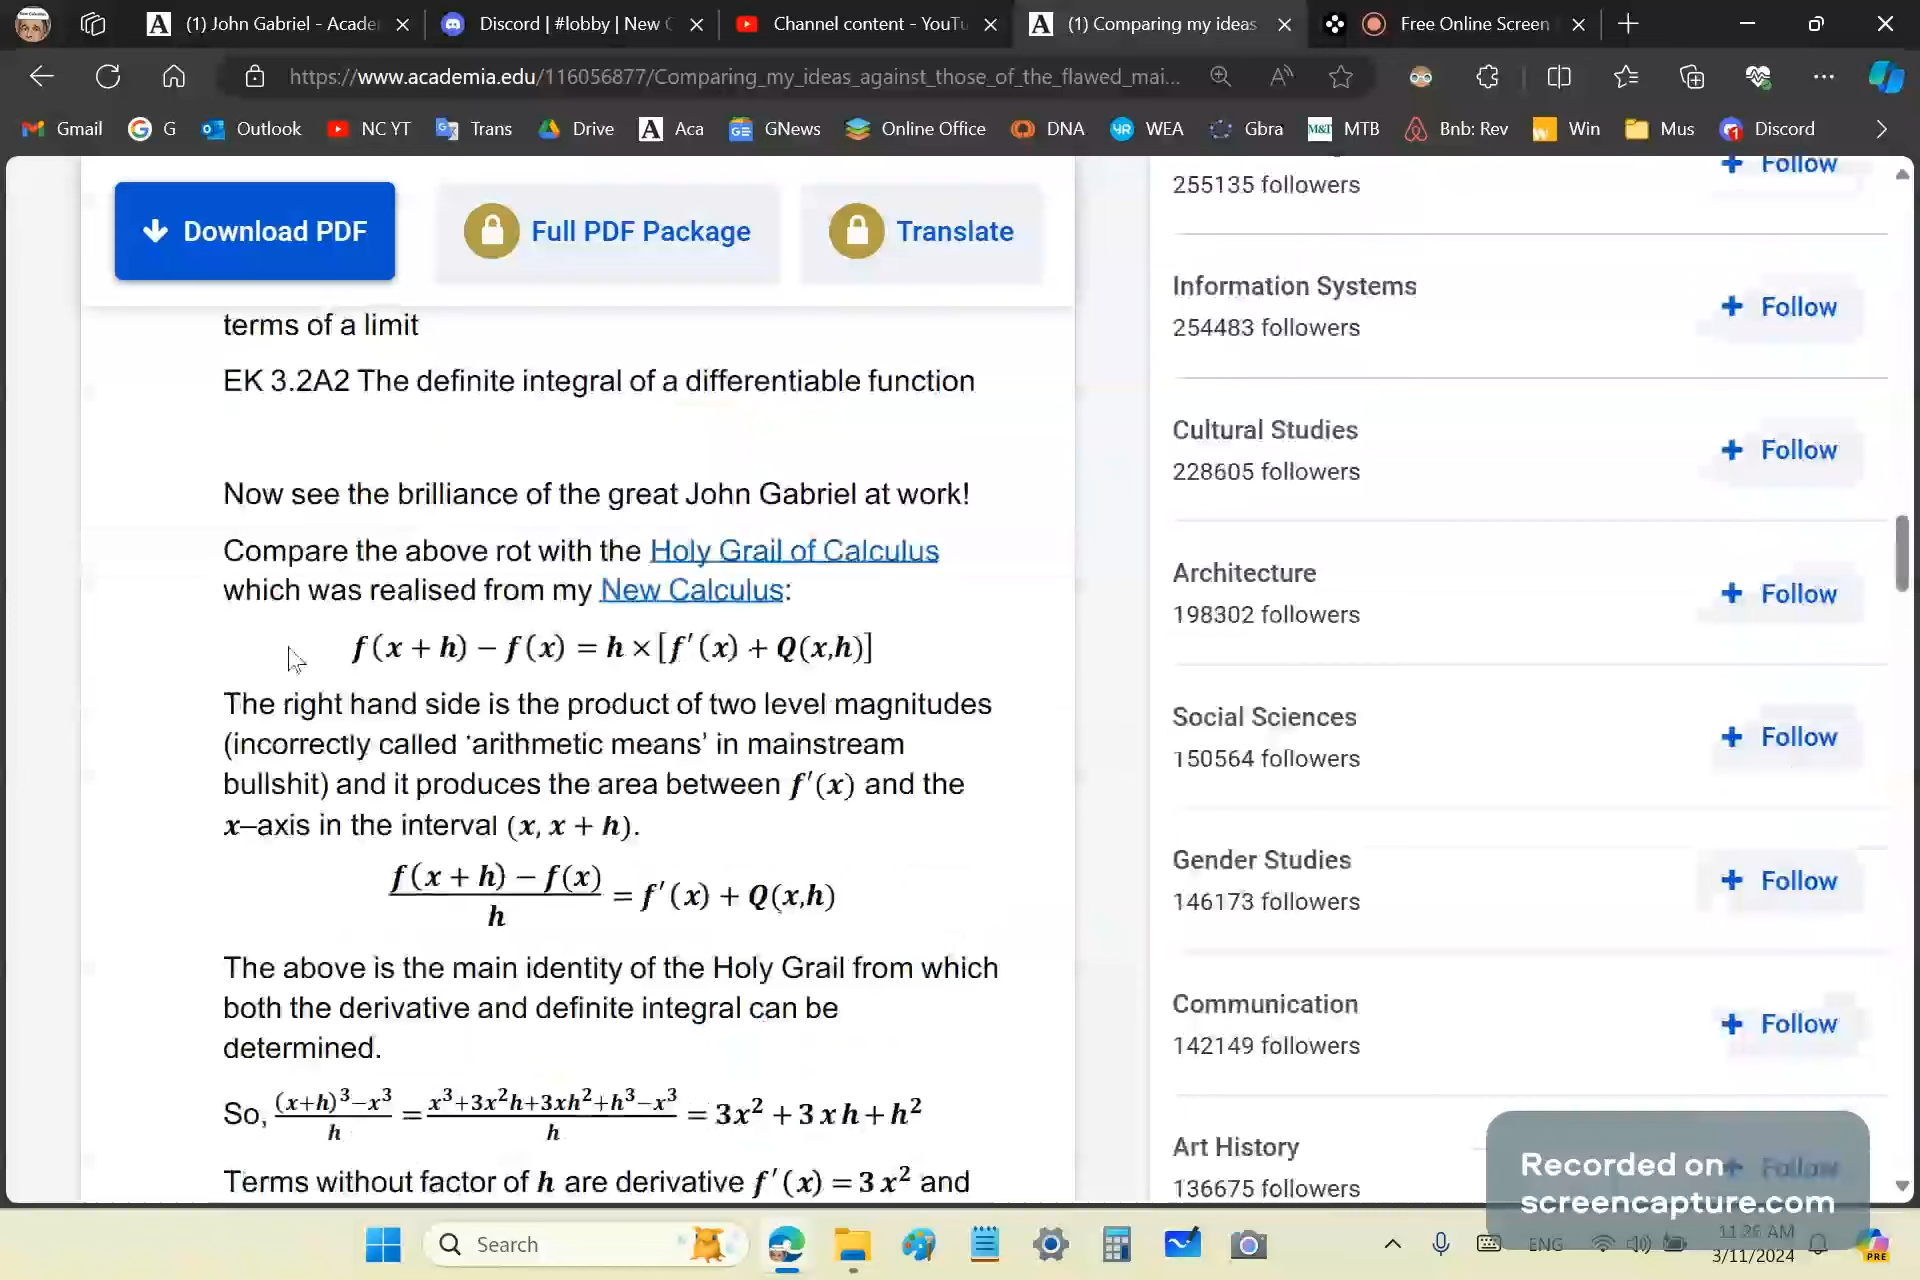 (1) John Gabriel - Acade
Discord | #lobby | New C
Channel content - YouTu
(1) Comparing my ideas
Free Online Screen
https://www.academia.edu/116056877/Comparing_my_ideas_against_those_of_the_flawed_mai...
Gmail
G
Outlook
NC YT
Trans
Drive
Aca
GNews
Online Office
DNA
WEA
Gbra
MTB
Bnb: Rev
Win
Mus
Discord
Download PDF
Full PDF Package
Translate
terms of a limit
EK 3.2A2 The definite integral of a differentiable function
Now see the brilliance of the great John Gabriel at work!
Compare the above rot with the Holy Grail of Calculus
which was realised from my New Calculus:
f(x + h) − f(x) = h × [f′(x) + Q(x,h)]
The right hand side is the product of two level magnitudes
(incorrectly called ‘arithmetic means’ in mainstream
bullshit) and it produces the area between f′(x) and the
x–axis in the interval (x, x + h).
f(x + h) − f(x)
h
= f′(x) + Q(x,h)
The above is the main identity of the Holy Grail from which
both the derivative and definite integral can be
determined.
So, (x+h)³−x³/h = x³+3x²h+3xh²+h³−x³/h = 3x² + 3xh + h²
Terms without factor of h are derivative f′(x) = 3x² and
255135 followers
Follow
Information Systems
254483 followers
Follow
Cultural Studies
228605 followers
Follow
Architecture
198302 followers
Follow
Social Sciences
150564 followers
Follow
Gender Studies
146173 followers
Follow
Communication
142149 followers
Follow
Art History
136675 followers
Follow
Recorded on
screencapture.com
Search
ENG
11:36 AM
3/11/2024
PRE